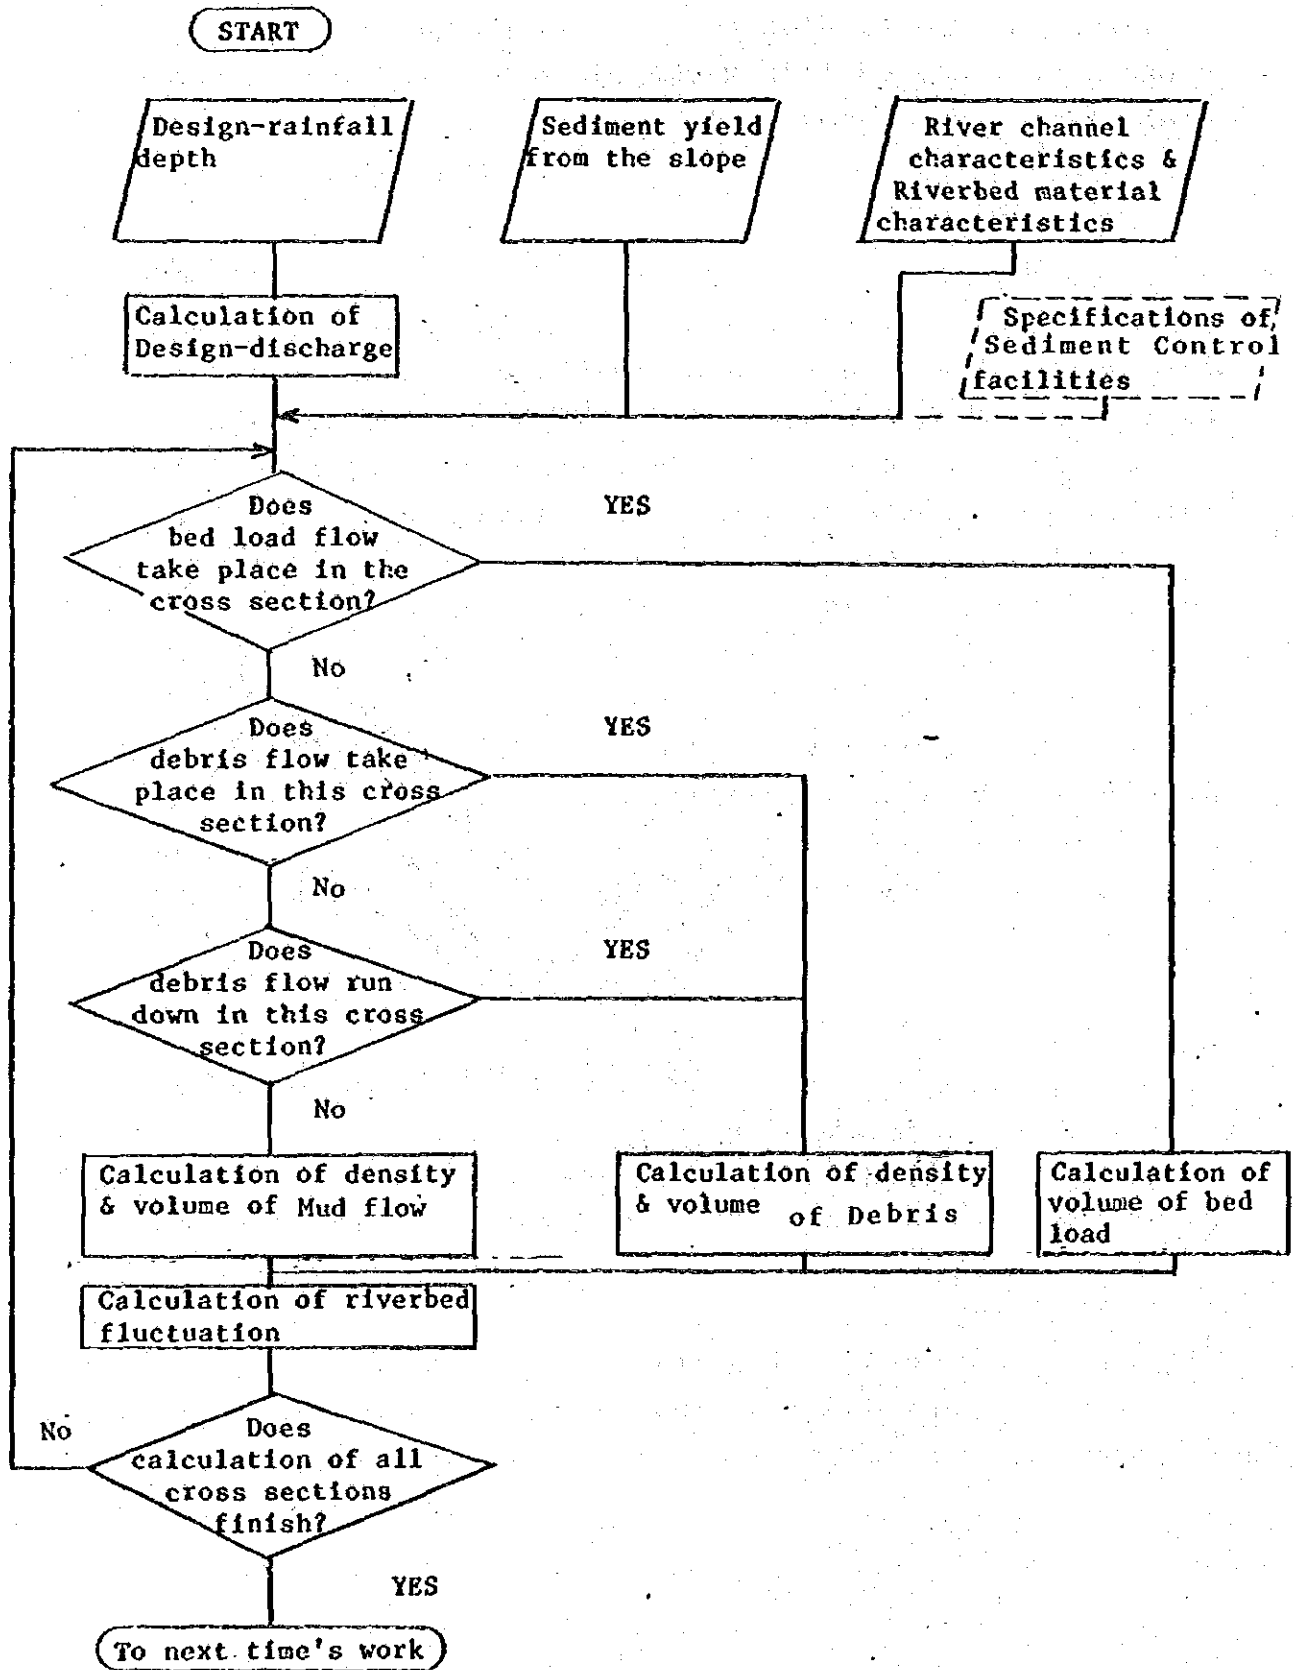 START
Design-rainfall
depth
Sediment yield
from the slope
River channel
characteristics &
Riverbed material
characteristics
Calculation of
Design-discharge
Specifications of
Sediment Control
facilities
Does
bed load flow
take place in the
cross section?
YES
No
Does
debris flow take
place in this cross
section?
YES
No
Does
debris flow run
down in this cross
section?
YES
No
Calculation of density
& volume of Mud flow
Calculation of density
& volume of Debris
Calculation of
volume of bed
load
Calculation of riverbed
fluctuation
Does
calculation of all
cross sections
finish?
No
YES
To next time's work